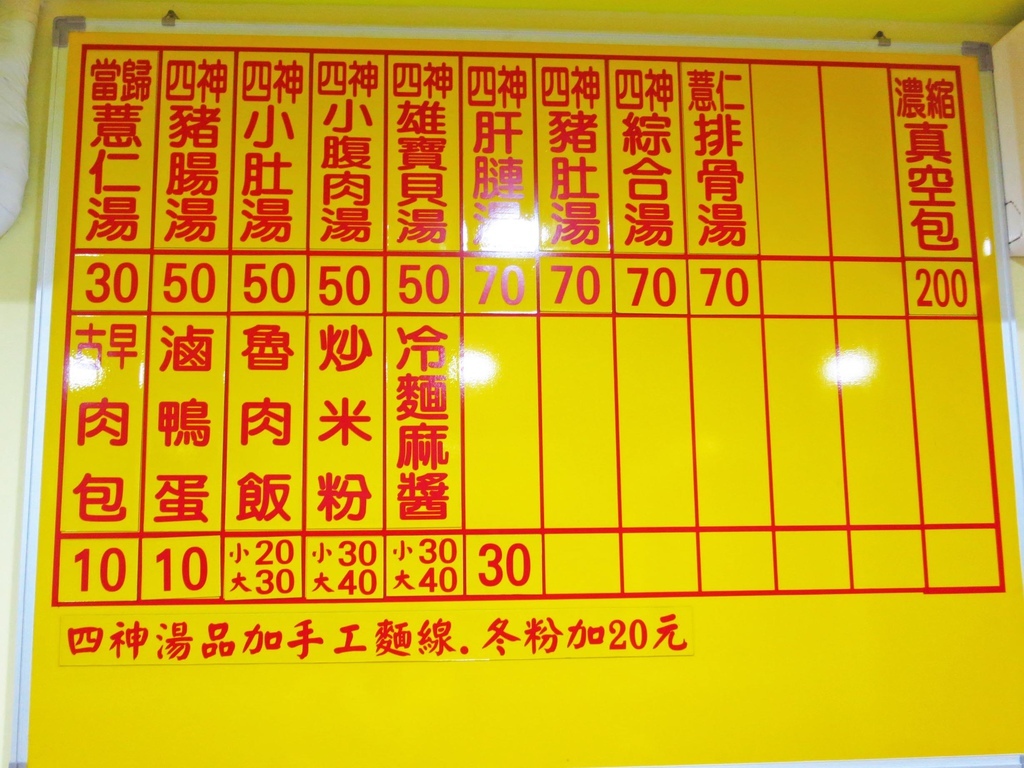 當歸薏仁湯
30
四神豬腸湯
50
四神小肚湯
50
四神小腹肉湯
50
四神雄寶貝湯
50
四神肝腱湯
70
四神豬肚湯
70
四神綜合湯
70
薏仁排骨湯
70
濃縮真空包
200
古早肉包
10
滷鴨蛋
10
魯肉飯
小20
大30
炒米粉
小30
大40
冷麵麻醬
小30
大40
30
四神湯品加手工麵線.冬粉加20元